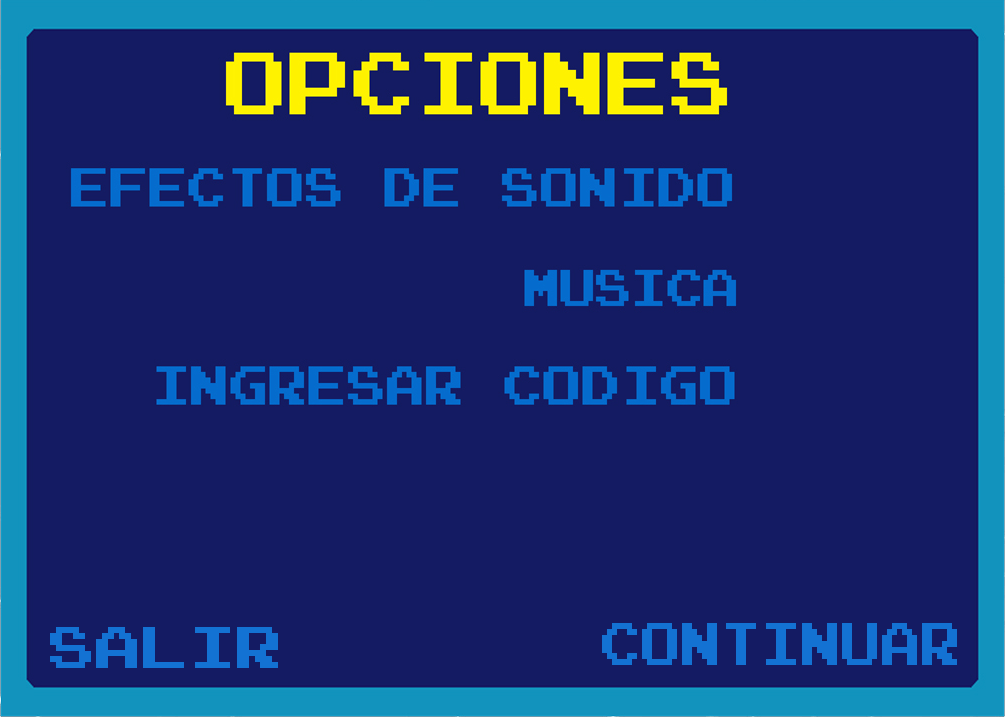 OPCIONES
EFECTOS DE SONIDO
MUSICA
INGRESAR CODIGO
SALIR
CONTINUAR